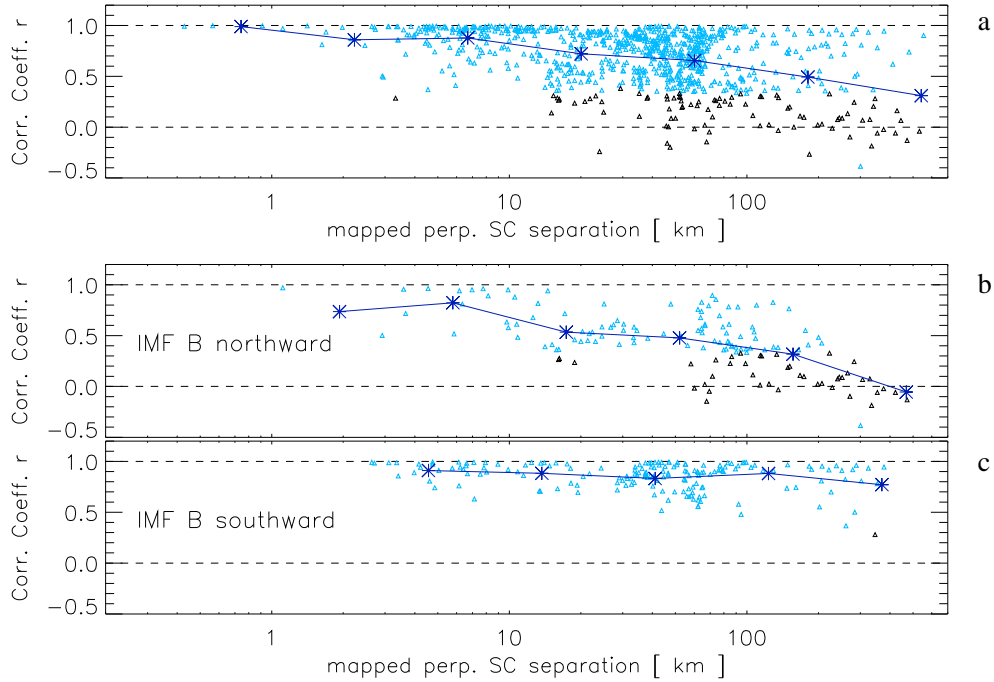 a
Corr. Coeff. r
1.0
0.5
0.0
−0.5
1
10
100
mapped perp. SC separation [ km ]
b
Corr. Coeff. r
1.0
0.5
0.0
−0.5
IMF B northward
c
Corr. Coeff. r
1.0
0.5
0.0
−0.5
IMF B southward
1
10
100
mapped perp. SC separation [ km ]